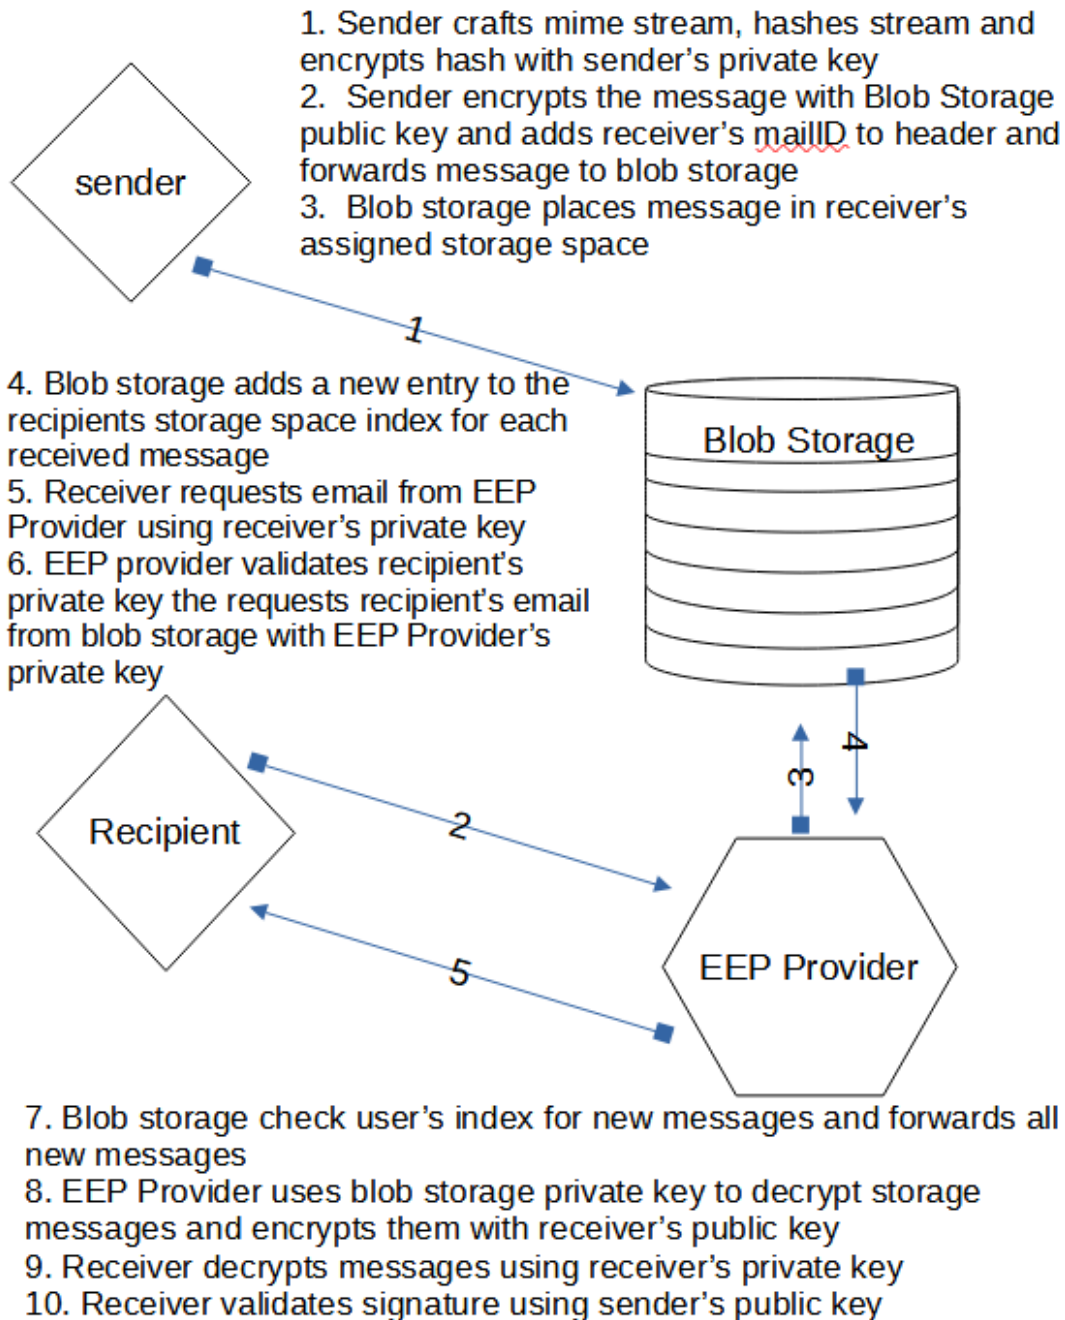 1. Sender crafts mime stream, hashes stream and
encrypts hash with sender's private key
2.  Sender encrypts the message with Blob Storage
public key and adds receiver's mailID to header and
forwards message to blob storage
3.  Blob storage places message in receiver's
assigned storage space
sender
1
4. Blob storage adds a new entry to the
recipients storage space index for each
received message
5. Receiver requests email from EEP
Provider using receiver's private key
6. EEP provider validates recipient's
private key the requests recipient's email
from blob storage with EEP Provider's
private key
Blob Storage
4
3
Recipient
2
5
EEP Provider
7. Blob storage check user's index for new messages and forwards all
new messages
8. EEP Provider uses blob storage private key to decrypt storage
messages and encrypts them with receiver's public key
9. Receiver decrypts messages using receiver's private key
10. Receiver validates signature using sender's public key